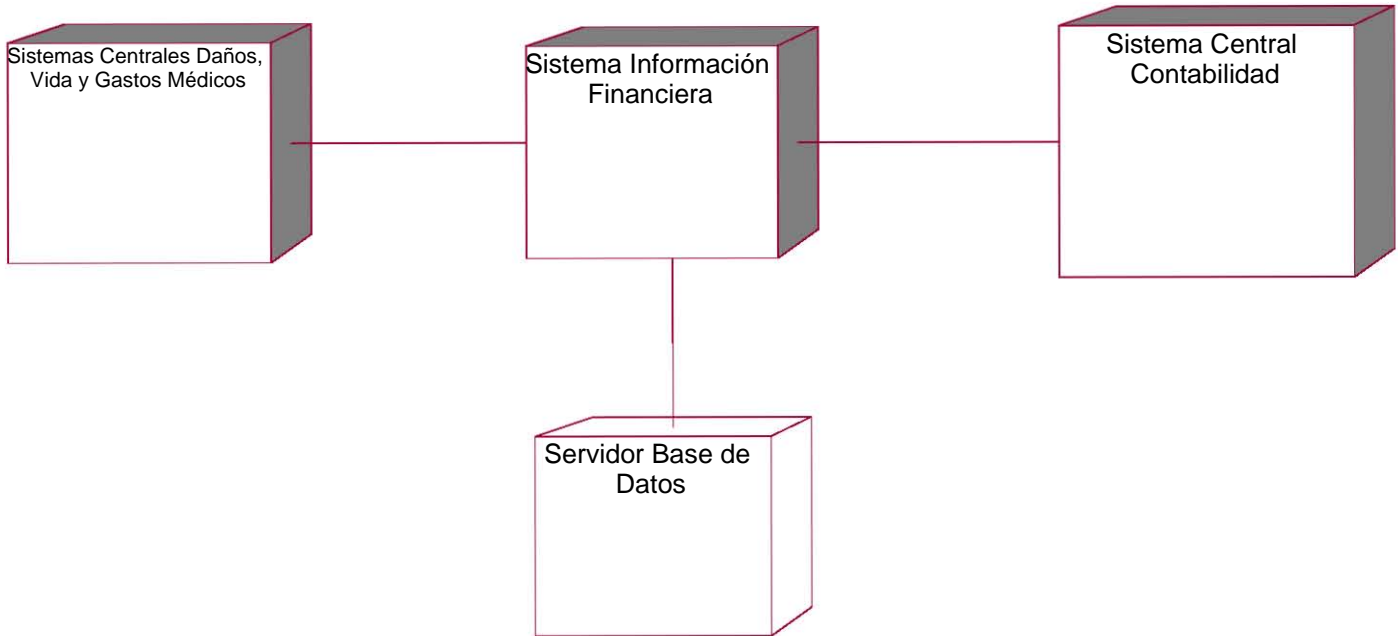 Sistemas Centrales Daños,
Vida y Gastos Médicos
Sistema Información
Financiera
Sistema Central
Contabilidad
Servidor Base de
Datos